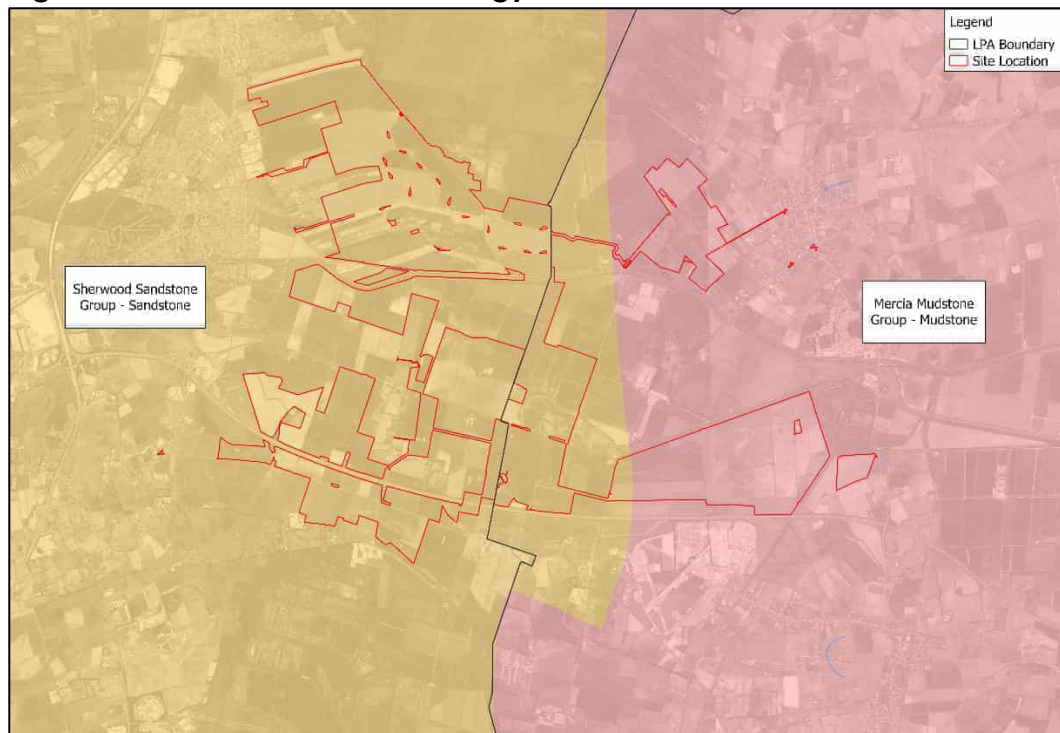 Legend
LPA Boundary
Site Location
Sherwood Sandstone
Group - Sandstone
Mercia Mudstone
Group - Mudstone